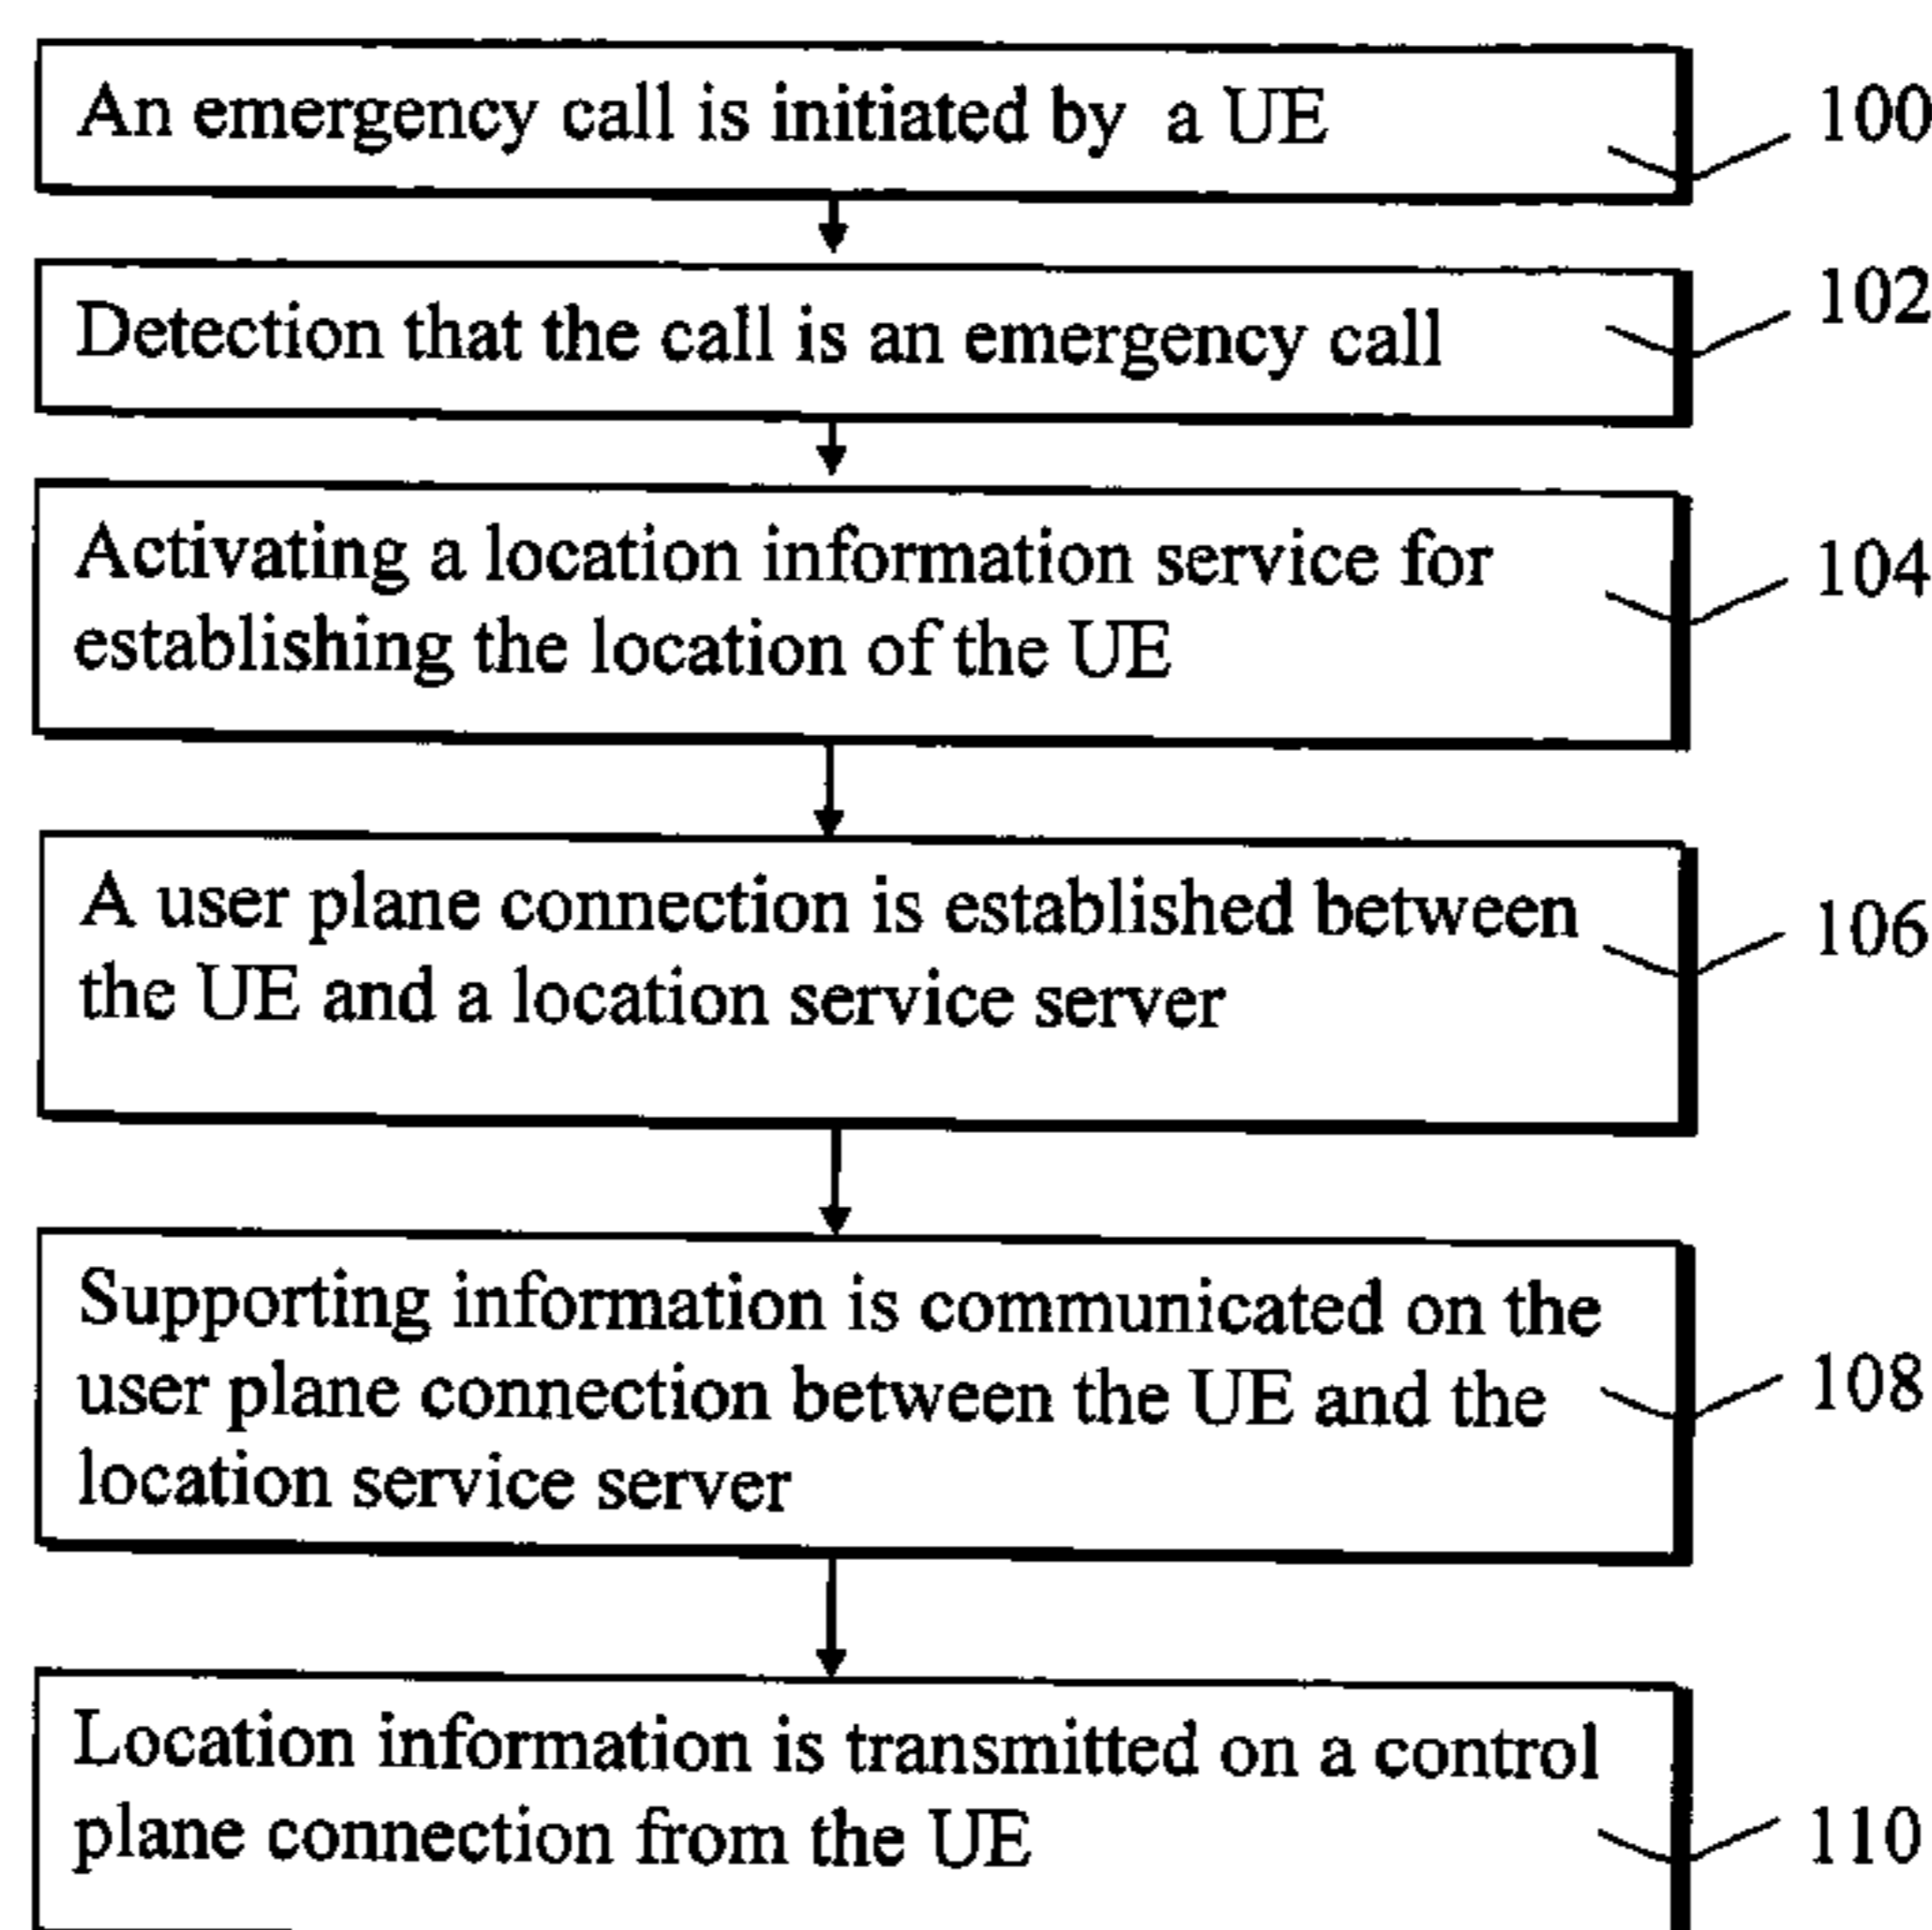 An emergency call is initiated by a UE
100
Detection that the call is an emergency call
102
Activating a location information service for
establishing the location of the UE
104
A user plane connection is established between
the UE and a location service server
106
Supporting information is communicated on the
user plane connection between the UE and the
location service server
108
Location information is transmitted on a control
plane connection from the UE
110